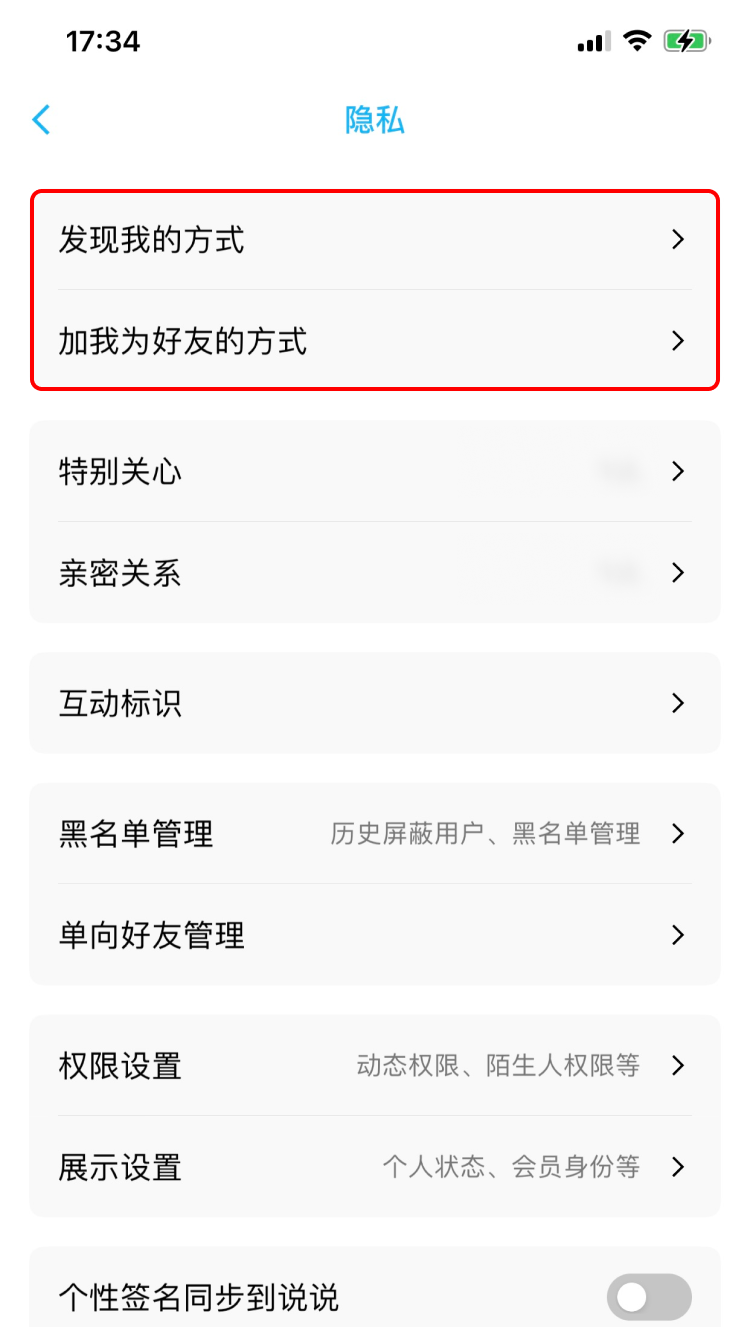 17:34
隐私
发现我的方式
加我为好友的方式
特别关心
亲密关系
互动标识
黑名单管理 历史屏蔽用户、黑名单管理
单向好友管理
权限设置 动态权限、陌生人权限等
展示设置 个人状态、会员身份等
个性签名同步到说说